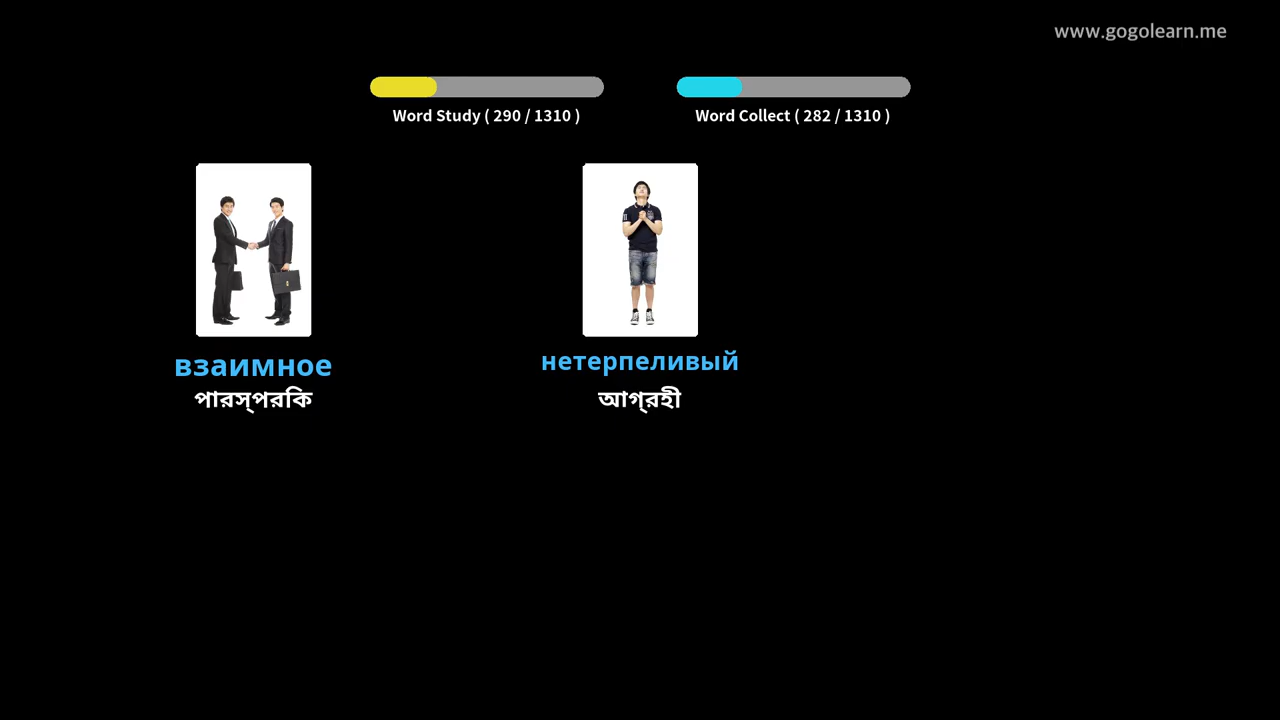 www.gogolearn.me
Word Study ( 290 / 1310 )
Word Collect ( 282 / 1310 )
взаимное
পারস্পরকি
нетерпеливый
আগ্রহী